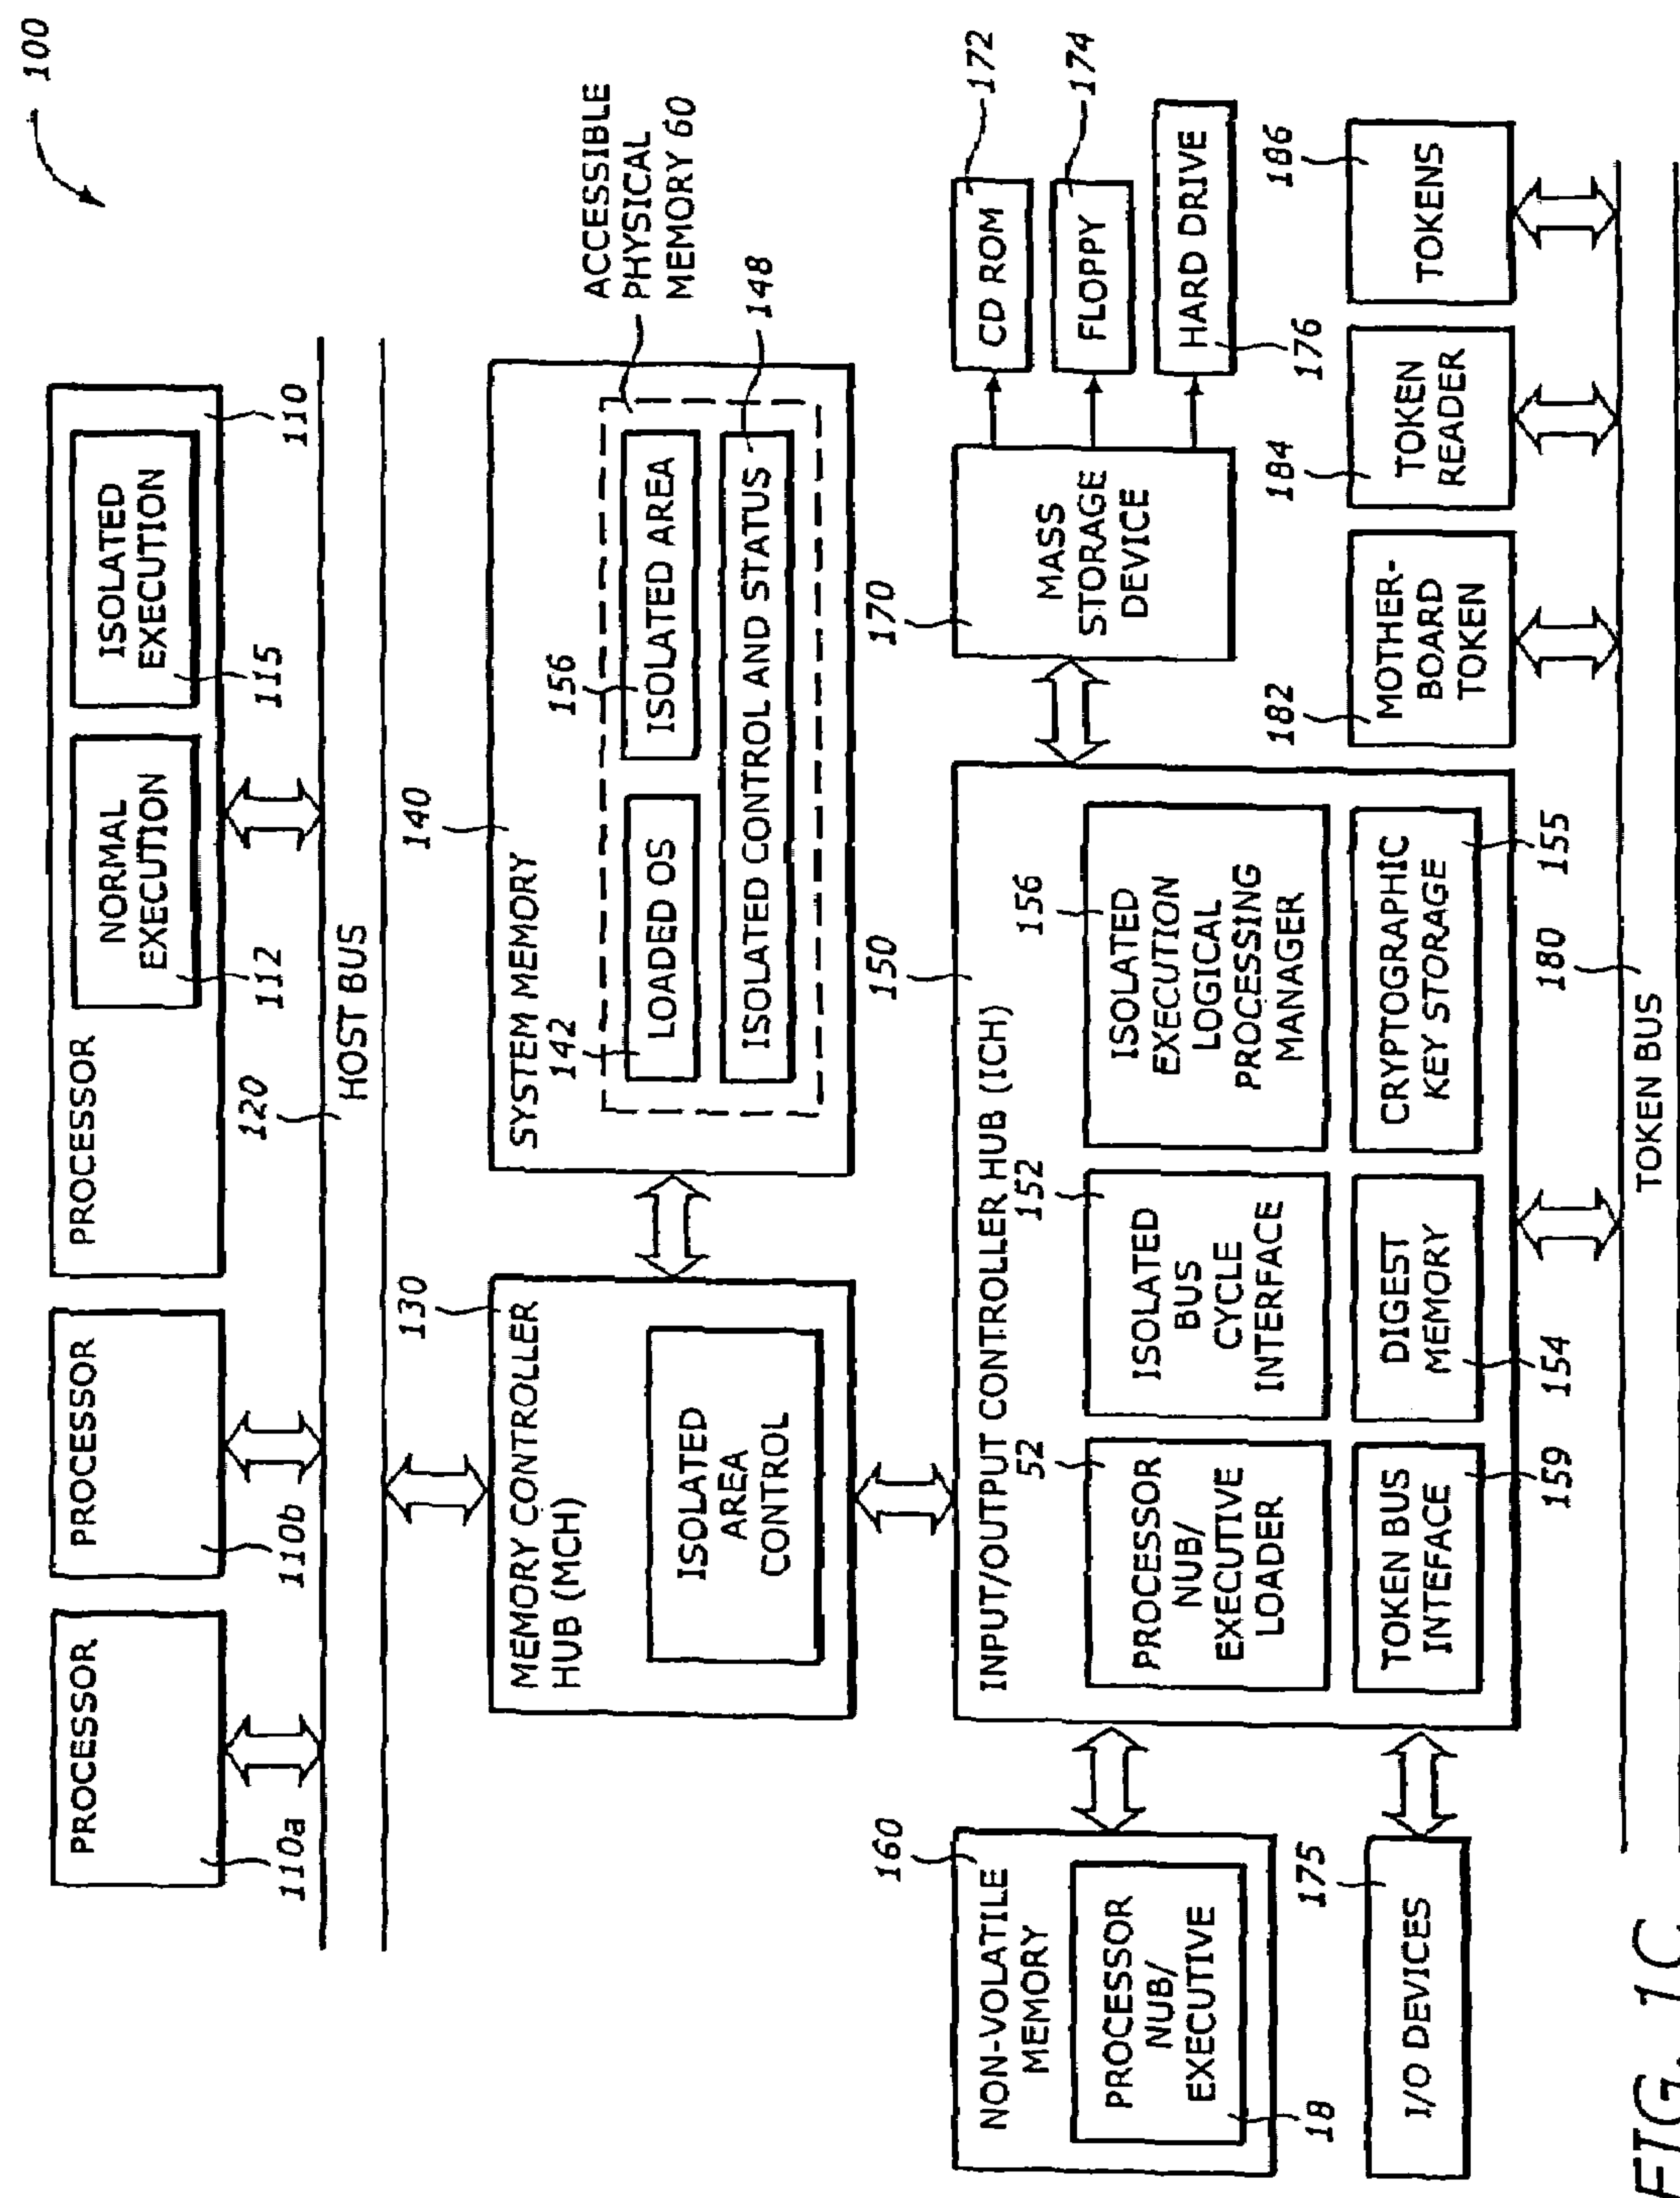 100
PROCESSOR
110a
PROCESSOR
110b
PROCESSOR
NORMAL
EXECUTION
112
ISOLATED
EXECUTION
115
110
120
HOST BUS
130
MEMORY CONTROLLER
HUB (MCH)
ISOLATED
AREA
CONTROL
140
SYSTEM MEMORY
142
LOADED OS
156
ISOLATED AREA
ISOLATED CONTROL AND STATUS
148
ACCESSIBLE
PHYSICAL
MEMORY 60
160
NON-VOLATILE
MEMORY
PROCESSOR
NUB/
EXECUTIVE
18
175
I/O DEVICES
150
INPUT/OUTPUT CONTROLLER HUB (ICH)
52
PROCESSOR
NUB/
EXECUTIVE
LOADER
152
ISOLATED
BUS
CYCLE
INTERFACE
156
ISOLATED
EXECUTION
LOGICAL
PROCESSING
MANAGER
TOKEN BUS
INTEFACE
159
DIGEST
MEMORY
154
CRYPTOGRAPHIC
KEY STORAGE
155
170
MASS
STORAGE
DEVICE
CD ROM
172
FLOPPY
174
HARD DRIVE
176
182
MOTHER-
BOARD
TOKEN
184
TOKEN
READER
186
TOKENS
180
TOKEN BUS
FIG. 1C